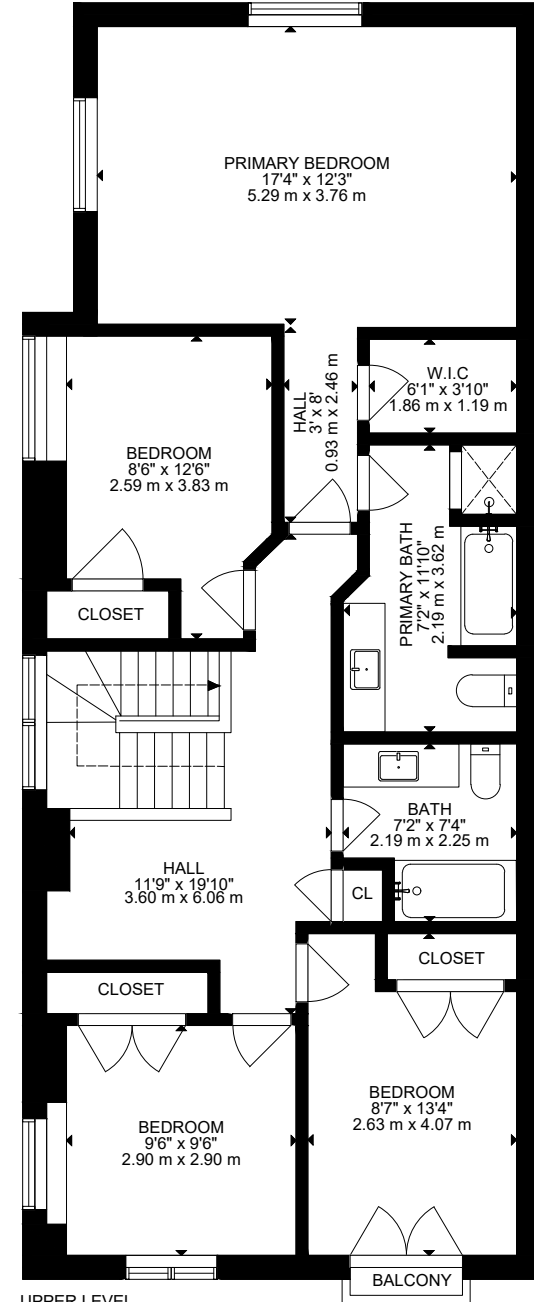 PRIMARY BEDROOM
17'4" x 12'3"
5.29 m x 3.76 m
W.I.C
6'1" x 3'10"
1.86 m x 1.19 m
HALL
3' x 8'
0.93 m x 2.46 m
BEDROOM
8'6" x 12'6"
2.59 m x 3.83 m
PRIMARY BATH
7'2" x 11'10"
2.19 m x 3.62 m
CLOSET
BATH
7'2" x 7'4"
2.19 m x 2.25 m
HALL
11'9" x 19'10"
3.60 m x 6.06 m
CL
CLOSET
CLOSET
BEDROOM
8'7" x 13'4"
2.63 m x 4.07 m
BEDROOM
9'6" x 9'6"
2.90 m x 2.90 m
BALCONY
UPPER LEVEL